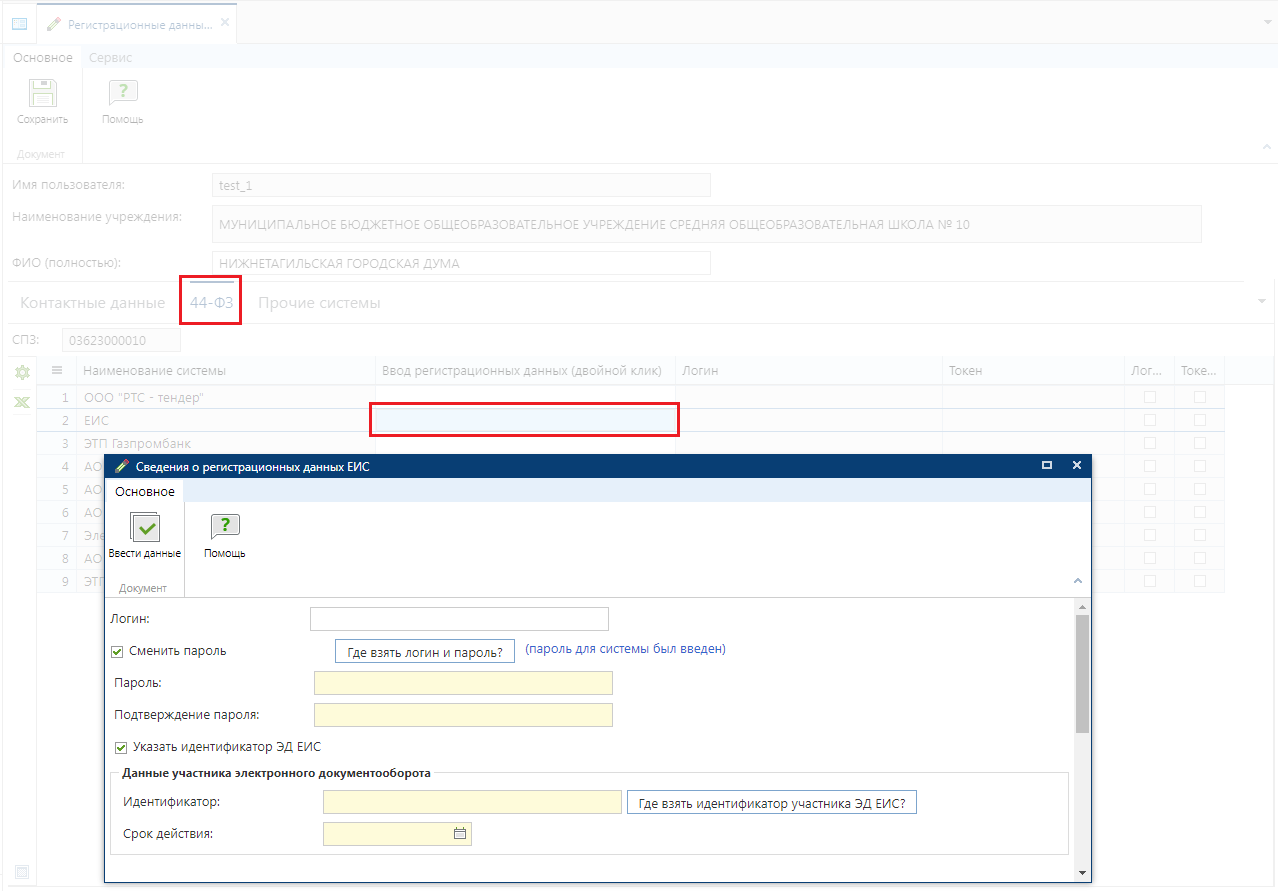 Регистрационные данны...
Основное Сервис
Сохранить Помощь
Документ
Имя пользователя: test_1
Наименование учреждения: МУНИЦИПАЛЬНОЕ БЮДЖЕТНОЕ ОБЩЕОБРАЗОВАТЕЛЬНОЕ УЧРЕЖДЕНИЕ СРЕДНЯЯ ОБЩЕОБРАЗОВАТЕЛЬНАЯ ШКОЛА № 10
ФИО (полностью): НИЖНЕТАГИЛЬСКАЯ ГОРОДСКАЯ ДУМА
Контактные данные 44-ФЗ Прочие системы
СПЗ: 03623000010
Наименование системы Ввод регистрационных данных (двойной клик) Логин Токен Лог... Токе...
1 ООО "РТС - тендер"
2 ЕИС
3 ЭТП Газпромбанк
4 АО
5 АО
6 АО
7 Эле
8 АО
9 ЭТП
Сведения о регистрационных данных ЕИС
Основное
Ввести данные Помощь
Документ
Логин:
Сменить пароль Где взять логин и пароль? (пароль для системы был введен)
Пароль:
Подтверждение пароля:
Указать идентификатор ЭД ЕИС
Данные участника электронного документооборота
Идентификатор: Где взять идентификатор участника ЭД ЕИС?
Срок действия: